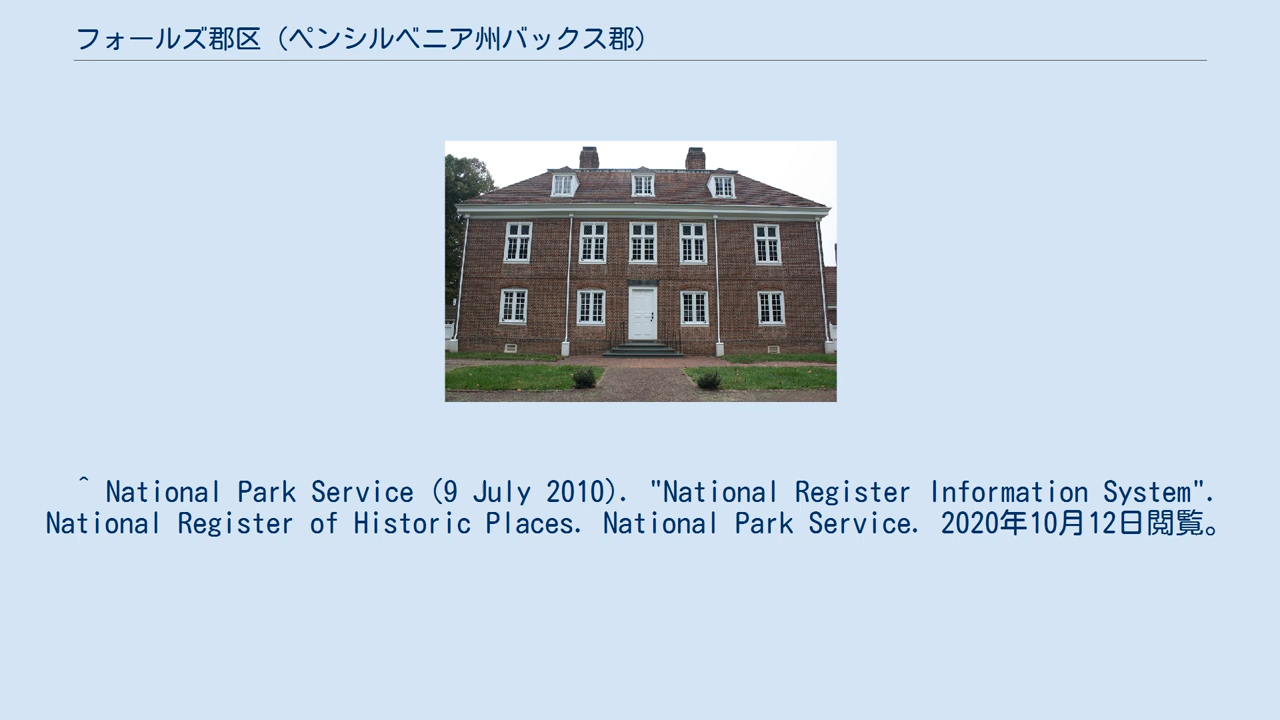 フォールズ郡区（ペンシルベニア州バックス郡）
^ National Park Service (9 July 2010). "National Register Information System".
National Register of Historic Places. National Park Service. 2020年10月12日閲覧。